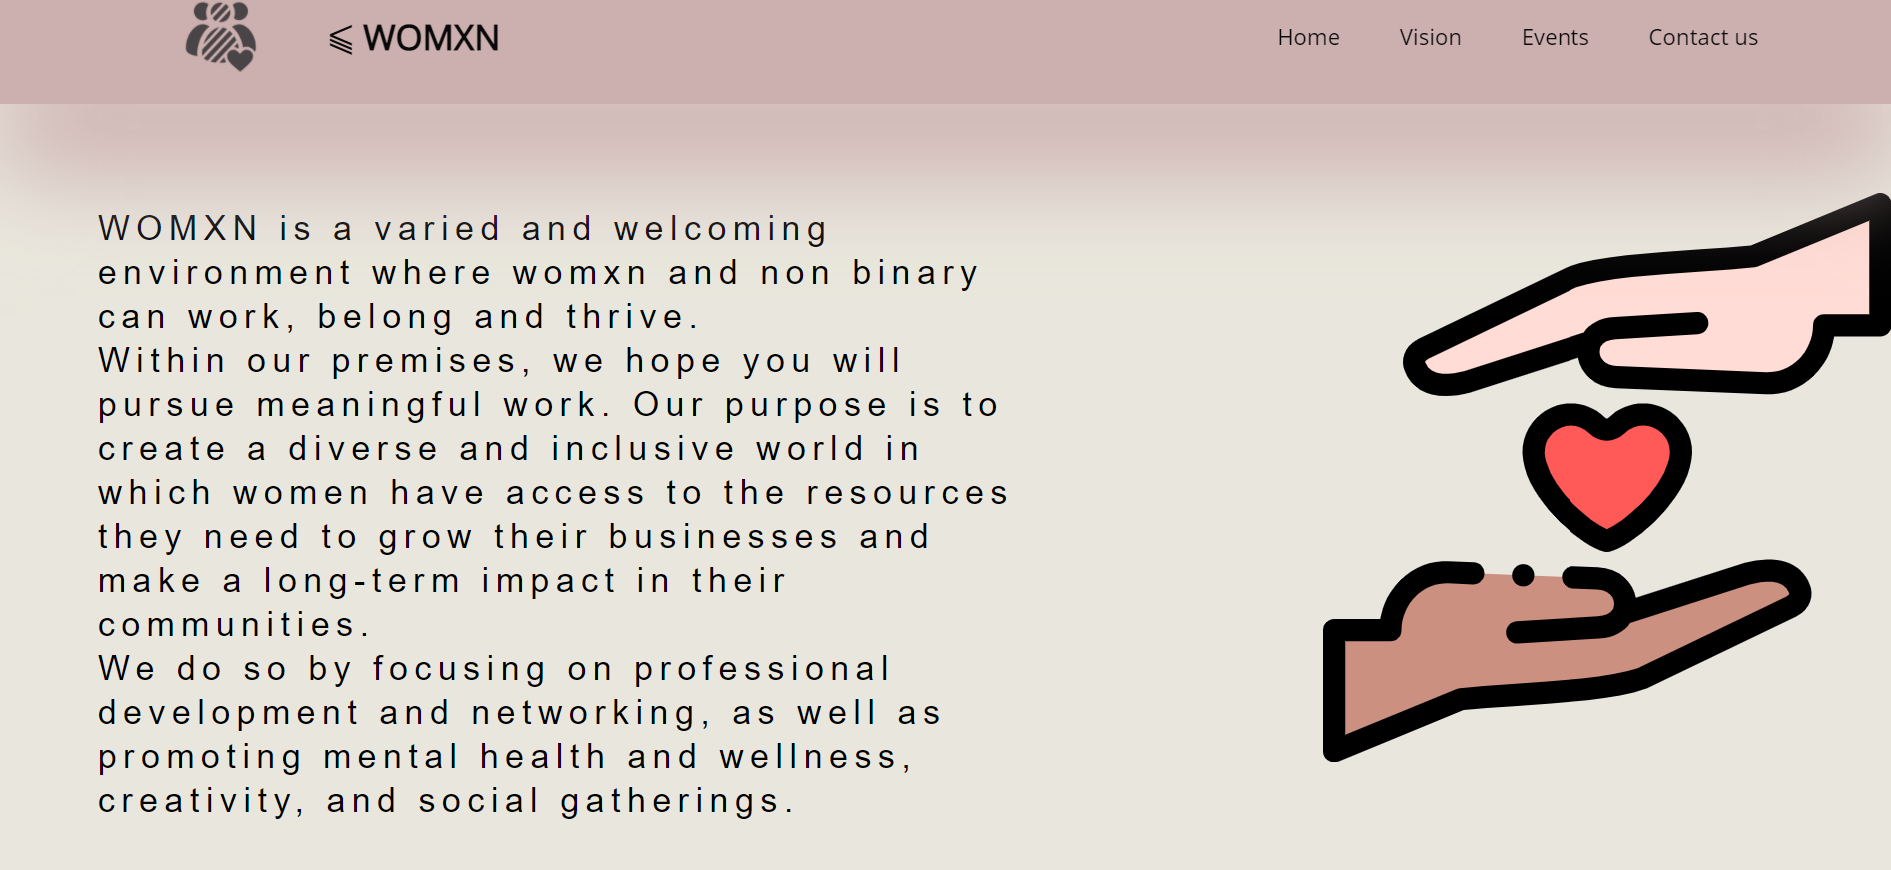 ⫹ WOMXN
Home
Vision
Events
Contact us
WOMXN is a varied and welcoming
environment where womxn and non binary
can work, belong and thrive.
Within our premises, we hope you will
pursue meaningful work. Our purpose is to
create a diverse and inclusive world in
which women have access to the resources
they need to grow their businesses and
make a long-term impact in their
communities.
We do so by focusing on professional
development and networking, as well as
promoting mental health and wellness,
creativity, and social gatherings.